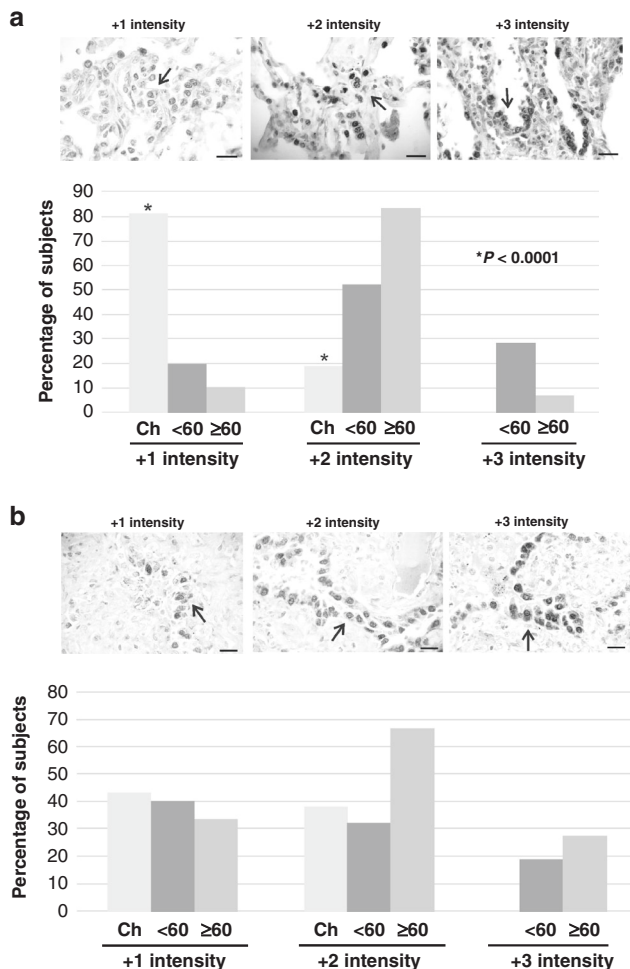 a
+1 intensity +2 intensity +3 intensity
Percentage of subjects
90
80
70
60
50
40
30
20
10
0
*
*
*P < 0.0001
Ch <60 ≥60 Ch <60 ≥60 <60 ≥60
+1 intensity +2 intensity +3 intensity
b
+1 intensity +2 intensity +3 intensity
Percentage of subjects
80
70
60
50
40
30
20
10
0
Ch <60 ≥60 Ch <60 ≥60 <60 ≥60
+1 intensity +2 intensity +3 intensity